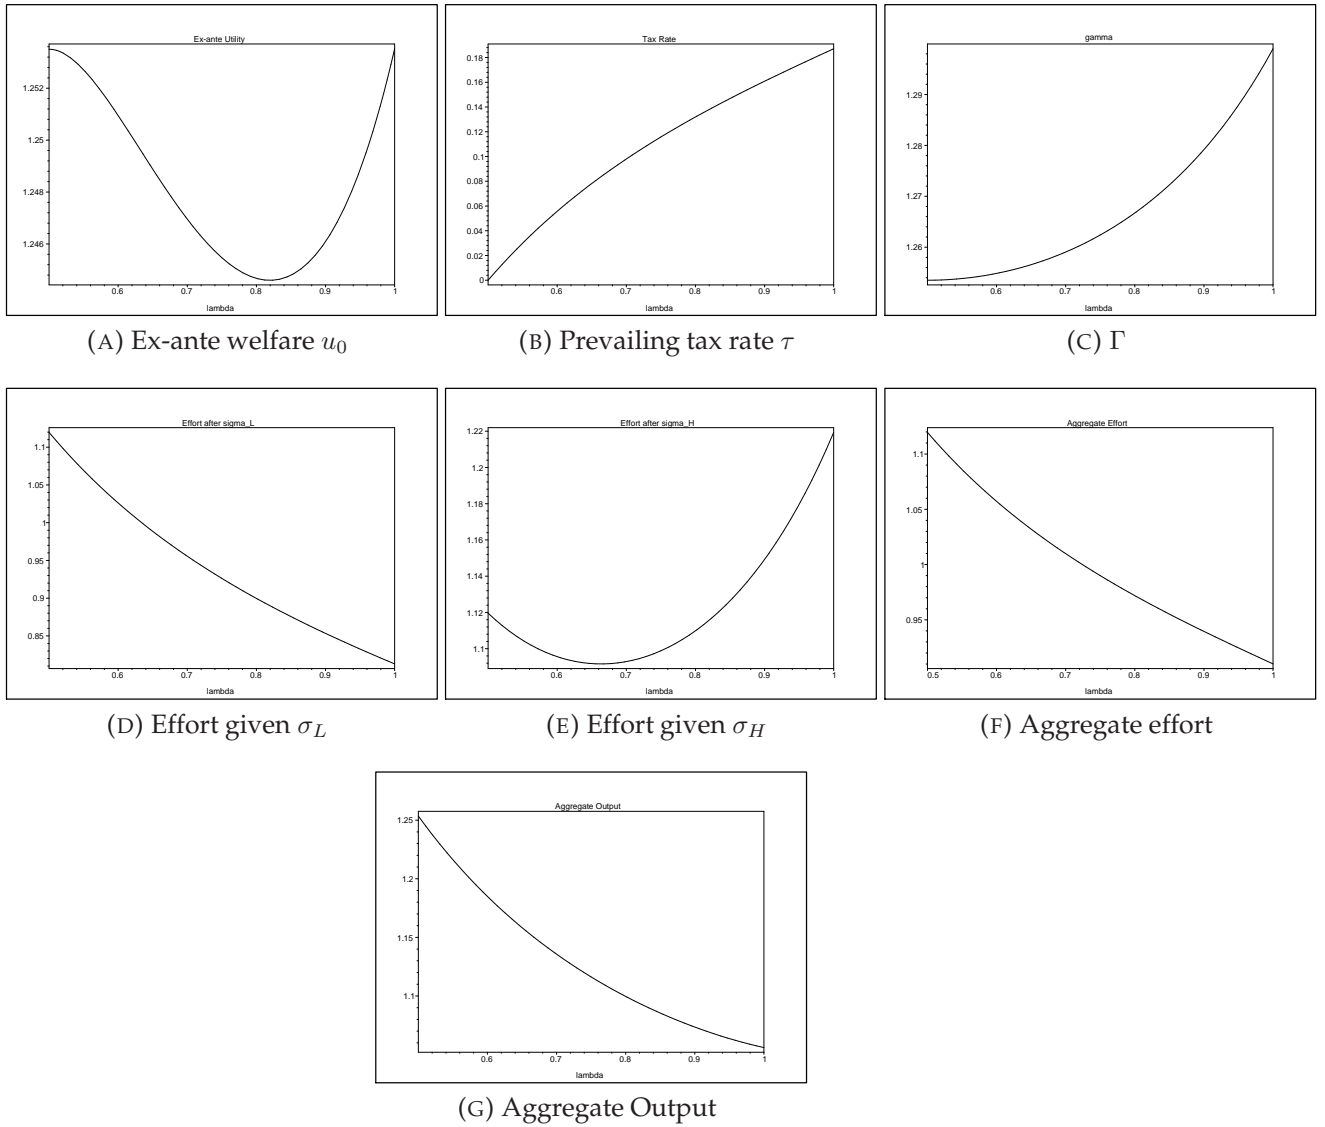 Ex-ante Utility
1.252
1.25
1.248
1.246
0.6 0.7 0.8 0.9 1
lambda
(A) Ex-ante welfare u₀
Tax Rate
0.18
0.16
0.14
0.12
0.1
0.08
0.06
0.04
0.02
0
0.6 0.7 0.8 0.9 1
lambda
(B) Prevailing tax rate τ
gamma
1.29
1.28
1.27
1.26
0.6 0.7 0.8 0.9 1
lambda
(C) Γ
Effort after sigma_L
1.1
1.05
1
0.95
0.9
0.85
0.6 0.7 0.8 0.9 1
lambda
(D) Effort given σ_L
Effort after sigma_H
1.22
1.2
1.18
1.16
1.14
1.12
1.1
0.6 0.7 0.8 0.9 1
lambda
(E) Effort given σ_H
Aggregate Effort
1.1
1.05
1
0.95
0.5 0.6 0.7 0.8 0.9 1
lambda
(F) Aggregate effort
Aggregate Output
1.25
1.2
1.15
1.1
0.6 0.7 0.8 0.9 1
lambda
(G) Aggregate Output